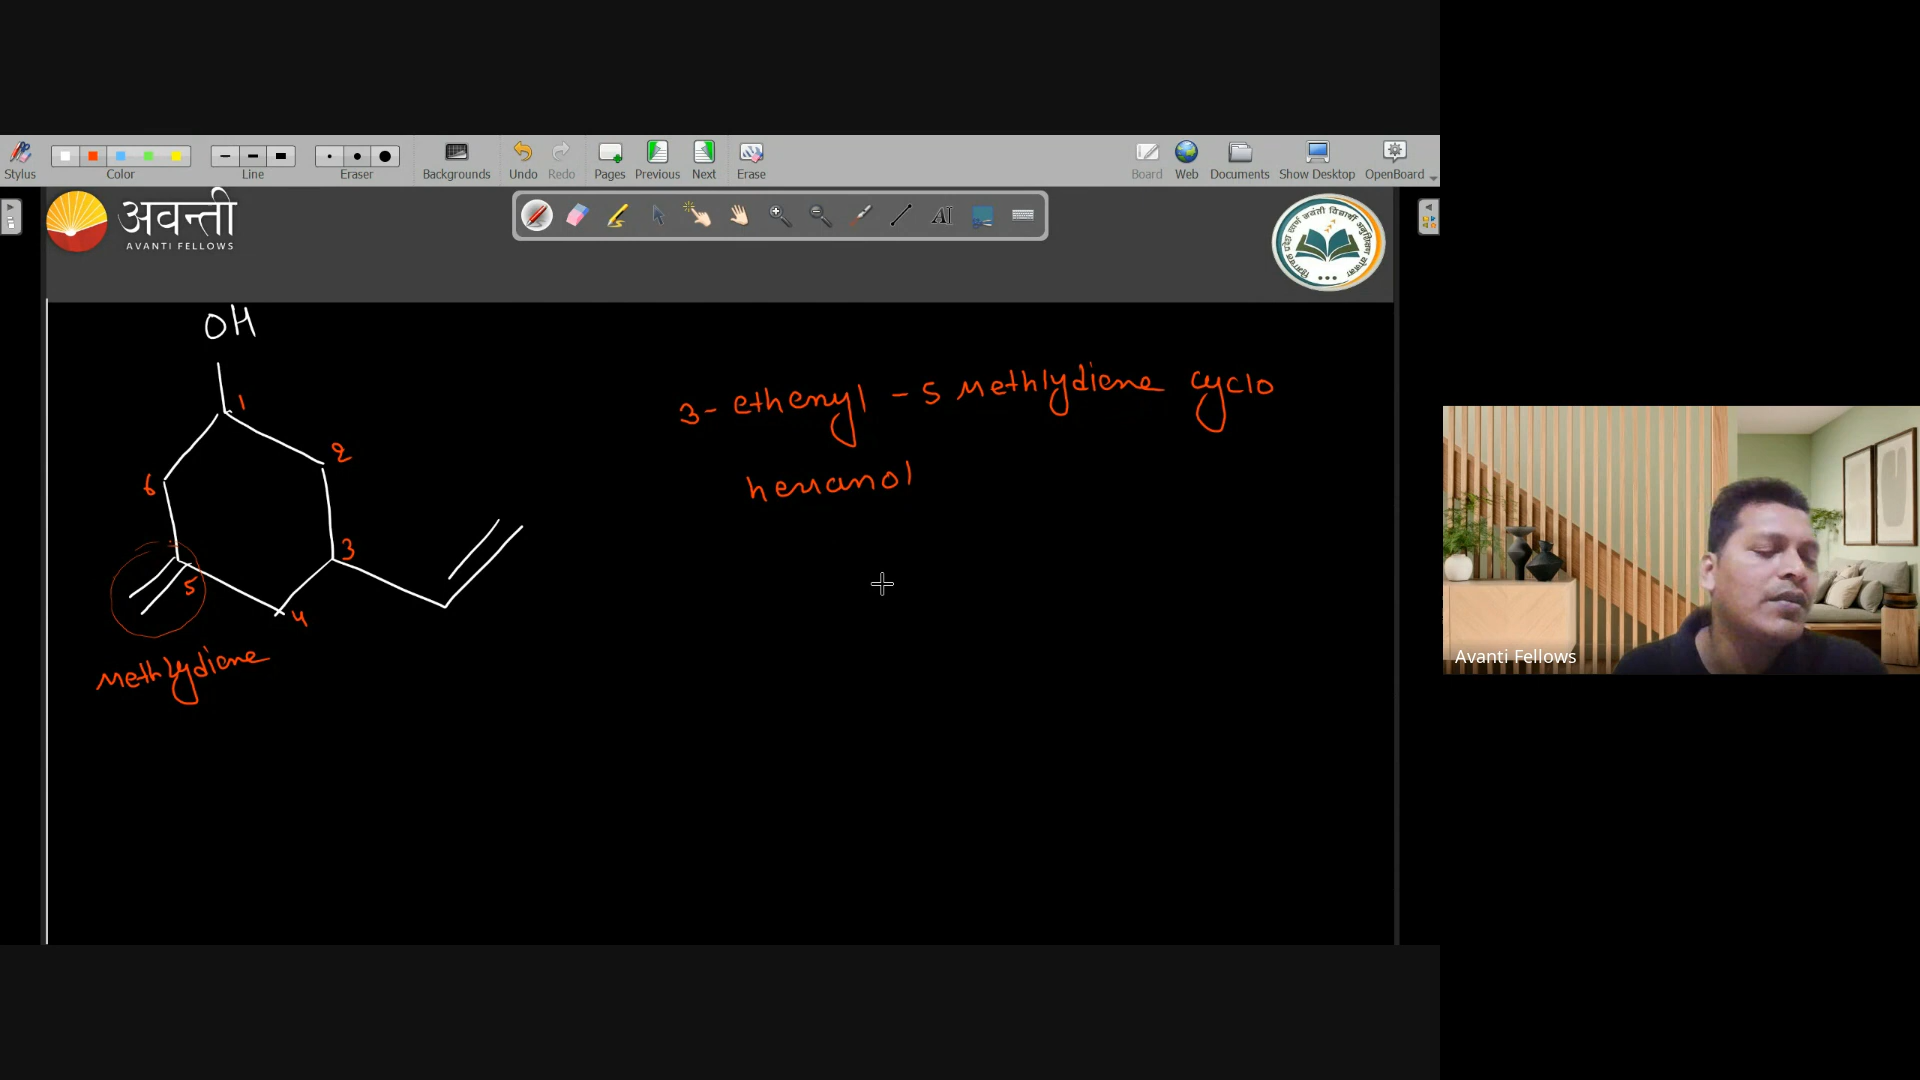 Stylus
Color
Line
Eraser
Backgrounds
Undo
Redo
Pages
Previous
Next
Erase
Board
Web
Documents
Show Desktop
OpenBoard
अवन्ती
AVANTI FELLOWS
OH
1
2
3
4
5
6
Methlydiene
3- ethenyl - 5 Methlydiene cyclo
hexanol
Avanti Fellows